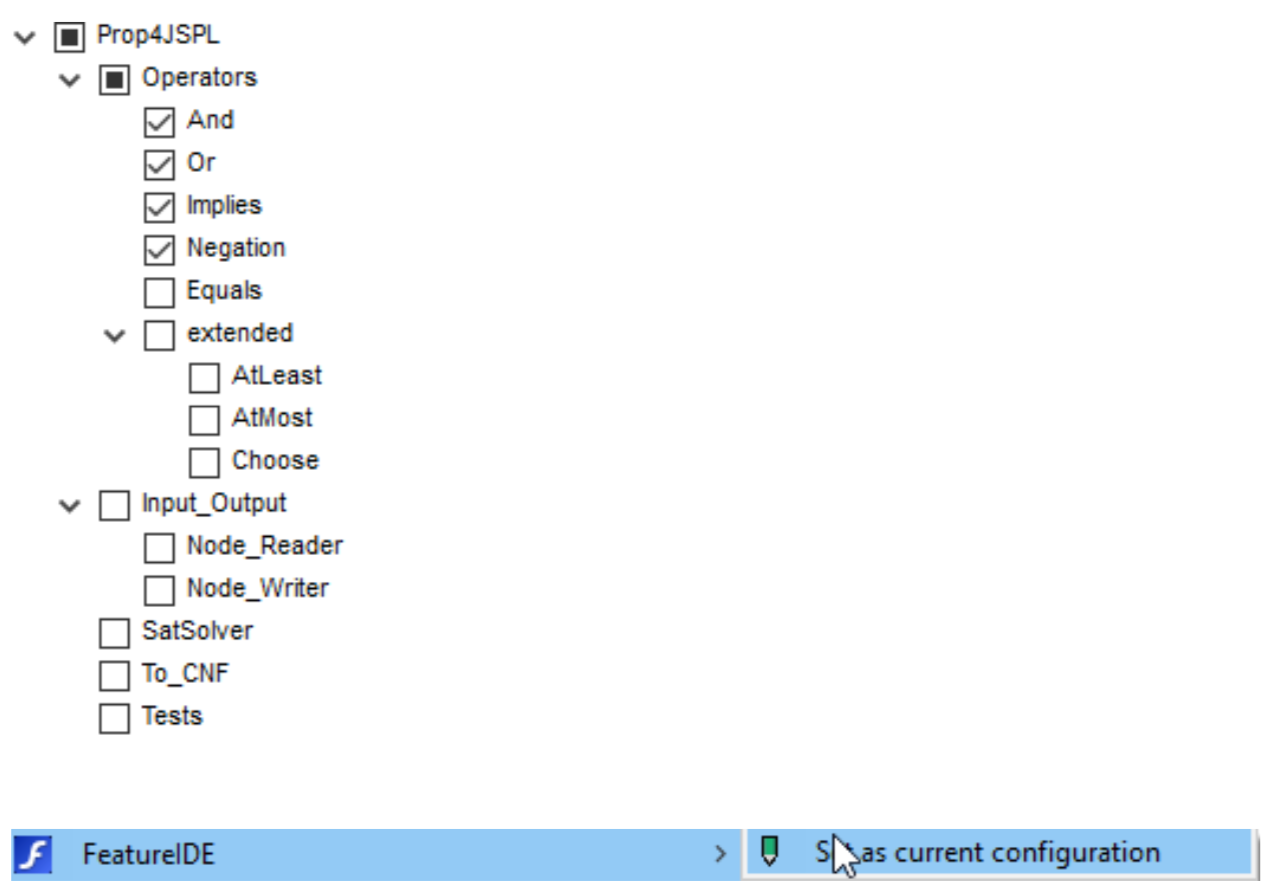 Prop4JSPL
Operators
And
Or
Implies
Negation
Equals
extended
AtLeast
AtMost
Choose
Input_Output
Node_Reader
Node_Writer
SatSolver
To_CNF
Tests
FeatureIDE
as current configuration